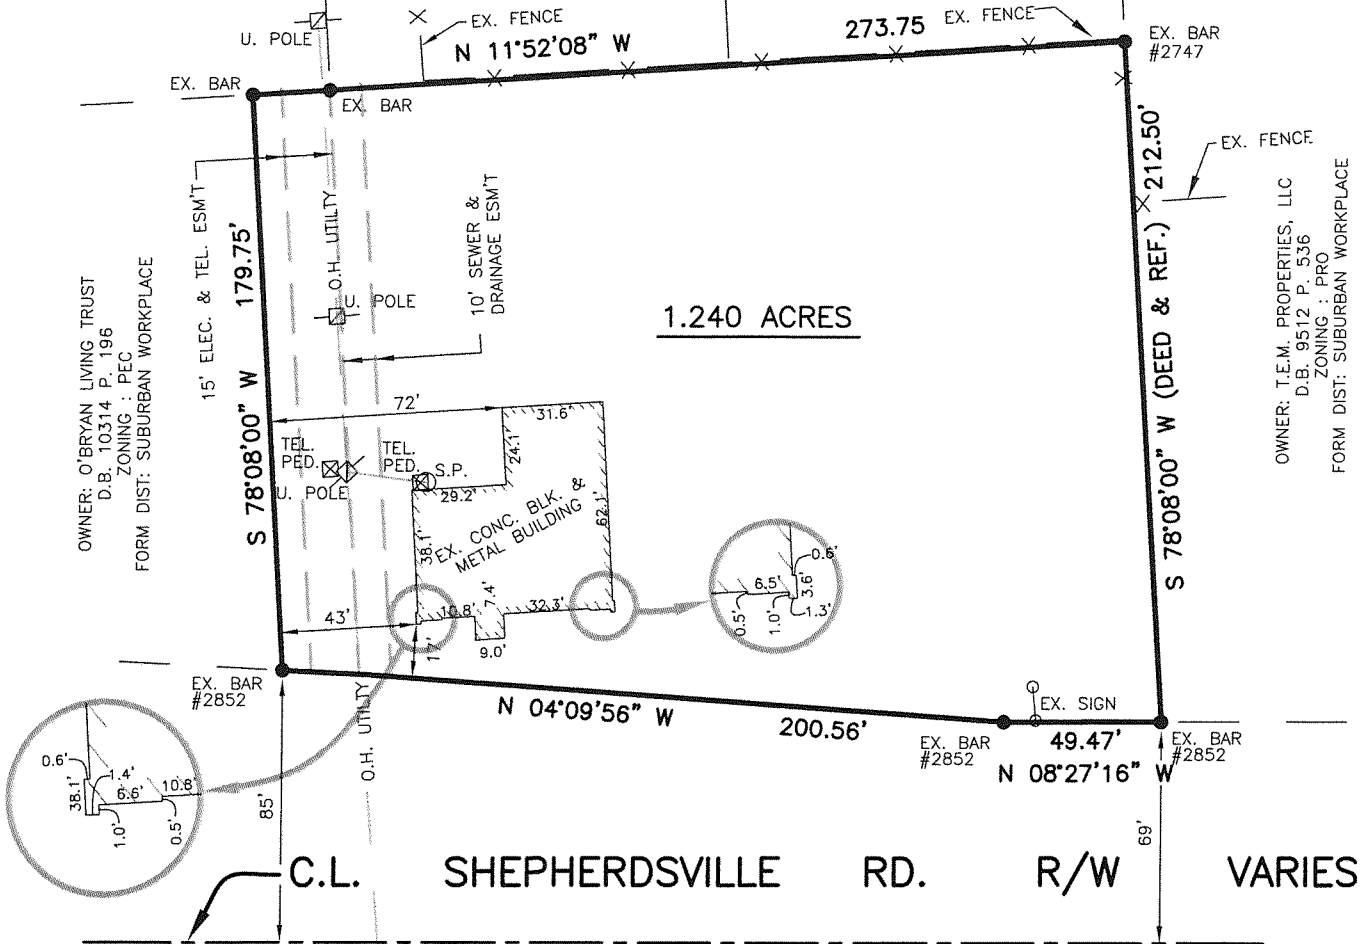 U. POLE
EX. FENCE
N 11°52'08" W
273.75
EX. FENCE
EX. BAR
#2747
EX. BAR
EX. BAR
212.50'
EX. FENCE
15' ELEC. & TEL. ESM'T
O.H. UTILITY
10' SEWER &
DRAINAGE ESM'T
179.75'
S 78°08'00" W
OWNER: O'BRYAN LIVING TRUST
D.B. 10314 P. 196
ZONING : PEC
FORM DIST: SUBURBAN WORKPLACE
U. POLE
1.240 ACRES
S 78°08'00" W (DEED & REF.)
OWNER: T.E.M. PROPERTIES, LLC
D.B. 9512 P. 536
ZONING : PRO
FORM DIST: SUBURBAN WORKPLACE
72'
31.6'
24.1'
TEL.
PED.
TEL.
PED.
S.P.
U. POLE
29.2'
62.1'
38.1'
EX. CONC. BLK. &
METAL BUILDING
7.4'
10.8'
32.3'
9.0'
1.7'
43'
0.6'
6.5'
3.6'
0.5'
1.0'
1.3'
EX. BAR
#2852
N 04°09'56" W
200.56'
EX. SIGN
EX. BAR
#2852
49.47'
N 08°27'16" W
EX. BAR
#2852
O.H. UTILITY
0.6'
1.4'
38.1'
6.6'
10.8'
1.0'
0.5'
85'
69'
C.L. SHEPHERDSVILLE RD. R/W VARIES